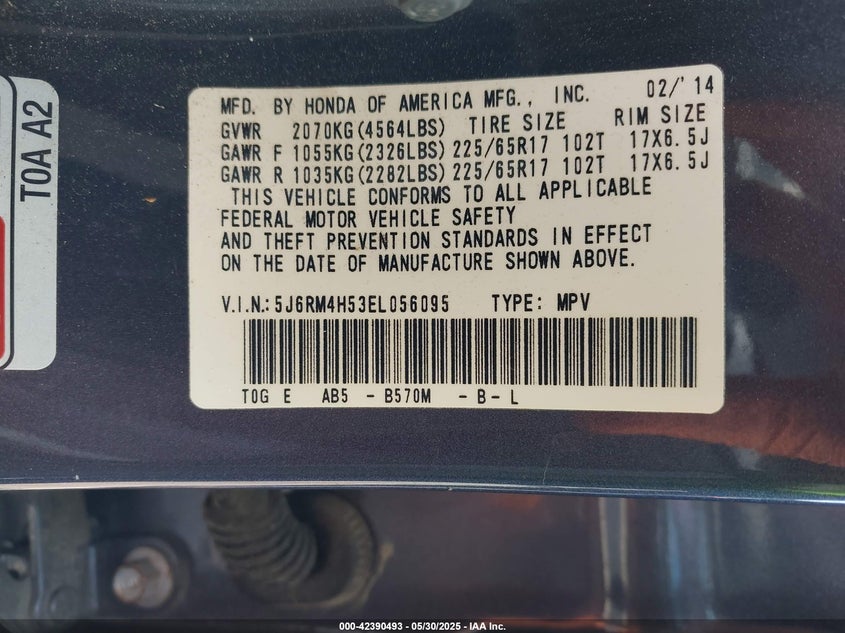 TOA A2
MFD. BY HONDA OF AMERICA MFG., INC. 02/'14
GVWR 2070KG(4564LBS) TIRE SIZE RIM SIZE
GAWR F 1055KG(2326LBS) 225/65R17 102T 17X6.5J
GAWR R 1035KG(2282LBS) 225/65R17 102T 17X6.5J
THIS VEHICLE CONFORMS TO ALL APPLICABLE
FEDERAL MOTOR VEHICLE SAFETY
AND THEFT PREVENTION STANDARDS IN EFFECT
ON THE DATE OF MANUFACTURE SHOWN ABOVE.
V.I.N.:5J6RM4H53EL056095 TYPE: MPV
T0G E AB5 - B570M - B - L
000-42390493 - 05/30/2025 - IAA Inc.